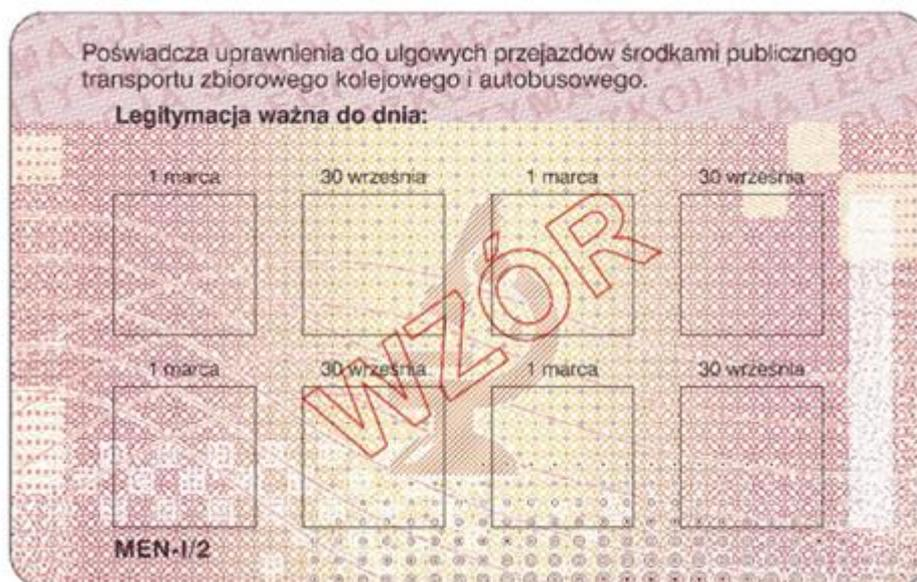 Poświadcza uprawnienia do ulgowych przejazdów środkami publicznego
transportu zbiorowego kolejowego i autobusowego.
Legitymacja ważna do dnia:
1 marca 30 września 1 marca 30 września
WZÓR
1 marca 30 września 1 marca 30 września
MEN-I/2